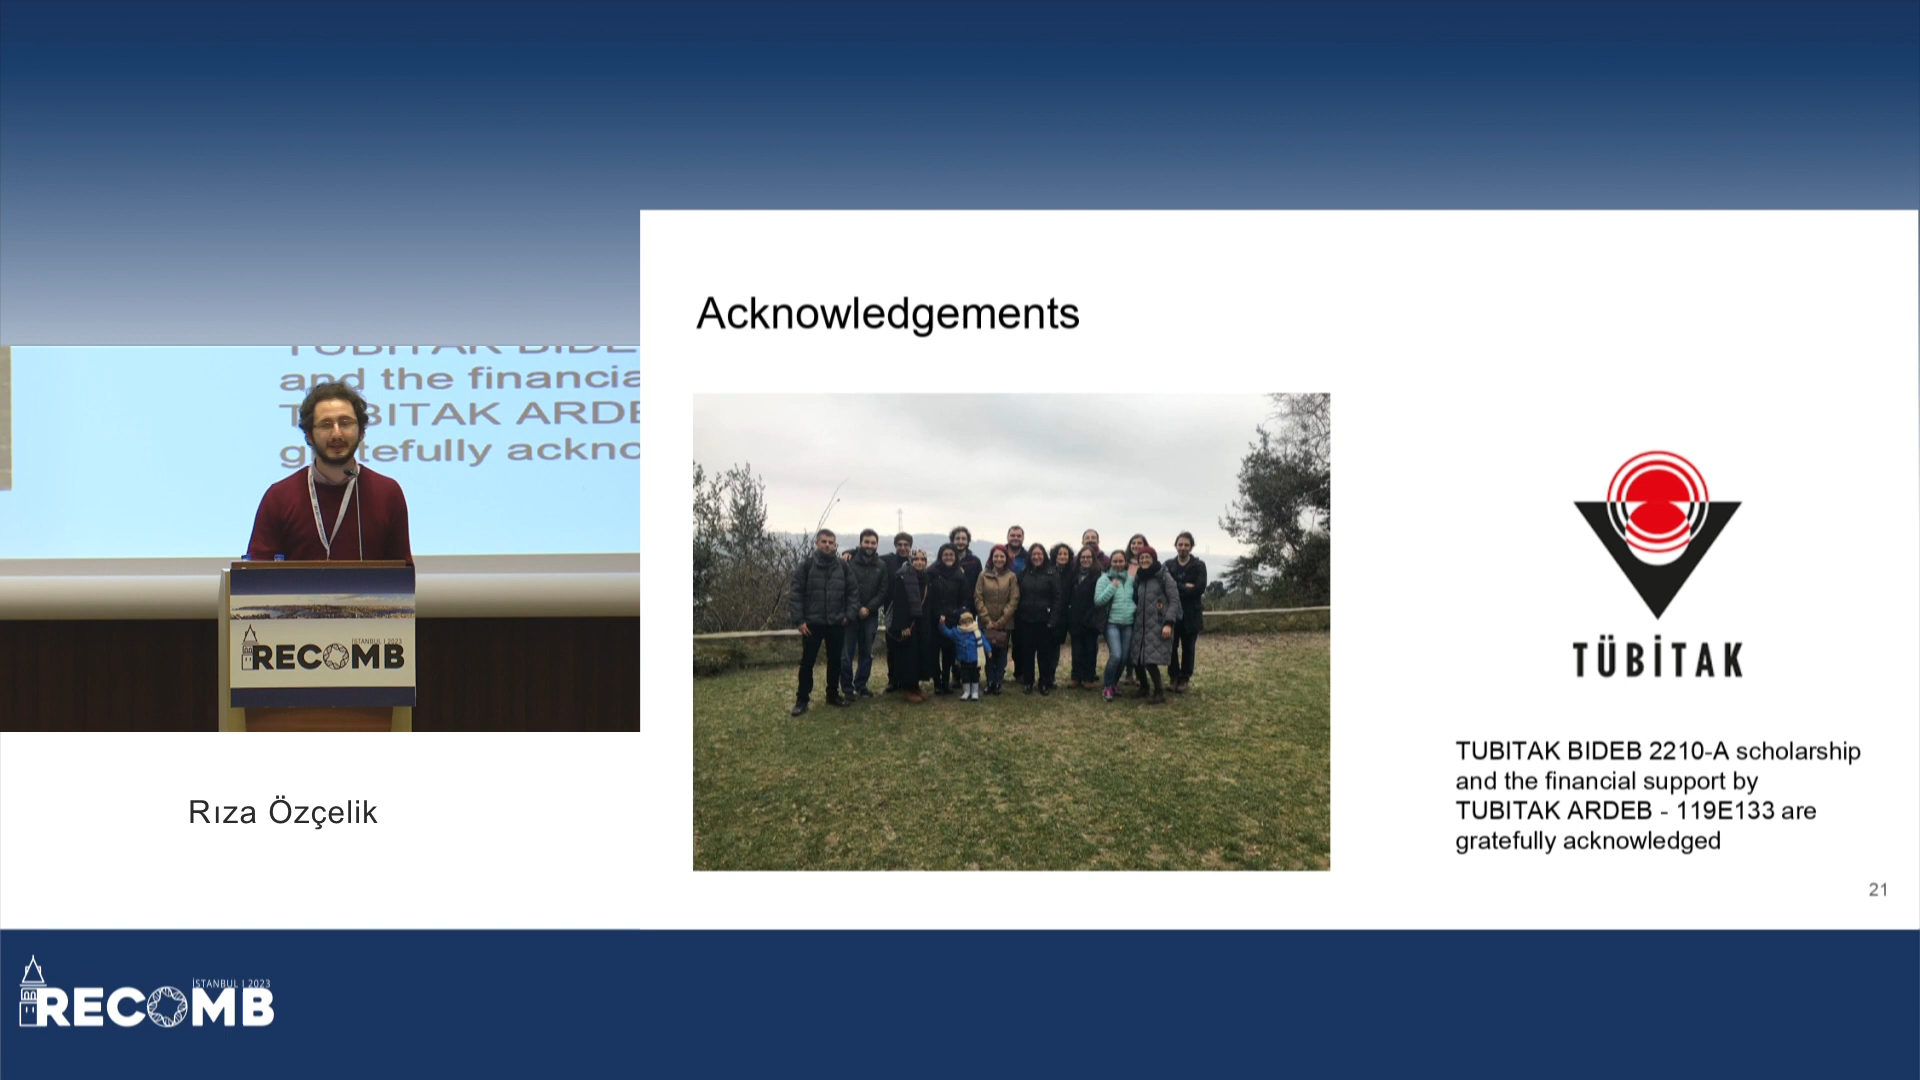 Acknowledgements
TUBITAK BIDE
and the financia
TUBITAK ARDE
gratefully ackno
İSTANBUL | 2023
RECOMB
TÜBİTAK
TUBITAK BIDEB 2210-A scholarship
and the financial support by
TUBITAK ARDEB - 119E133 are
gratefully acknowledged
21
Rıza Özçelik
İSTANBUL | 2023
RECOMB